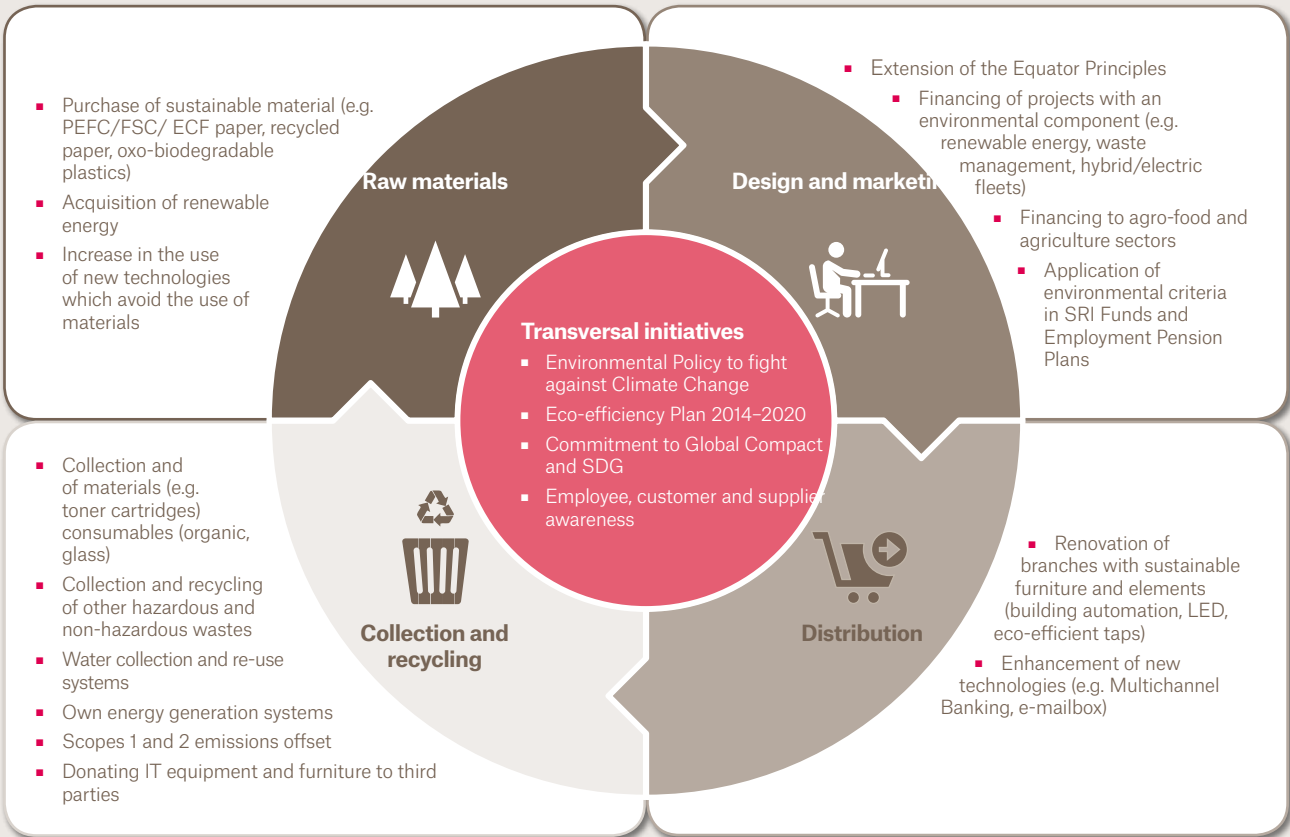 ▪ Purchase of sustainable material (e.g.
PEFC/FSC/ ECF paper, recycled
paper, oxo-biodegradable
plastics)
▪ Acquisition of renewable
energy
▪ Increase in the use
of new technologies
which avoid the use of
materials
Raw materials
Design and marketin
▪ Extension of the Equator Principles
▪ Financing of projects with an
environmental component (e.g.
renewable energy, waste
management, hybrid/electric
fleets)
▪ Financing to agro-food and
agriculture sectors
▪ Application of
environmental criteria
in SRI Funds and
Employment Pension
Plans
Transversal initiatives
▪ Environmental Policy to fight
against Climate Change
▪ Eco-efficiency Plan 2014–2020
▪ Commitment to Global Compact
and SDG
▪ Employee, customer and supplier
awareness
▪ Collection and
of materials (e.g.
toner cartridges)
consumables (organic,
glass)
▪ Collection and recycling
of other hazardous and
non-hazardous wastes
▪ Water collection and re-use
systems
▪ Own energy generation systems
▪ Scopes 1 and 2 emissions offset
▪ Donating IT equipment and furniture to third
parties
Collection and
recycling
Distribution
▪ Renovation of
branches with sustainable
furniture and elements
(building automation, LED,
eco-efficient taps)
▪ Enhancement of new
technologies (e.g. Multichannel
Banking, e-mailbox)